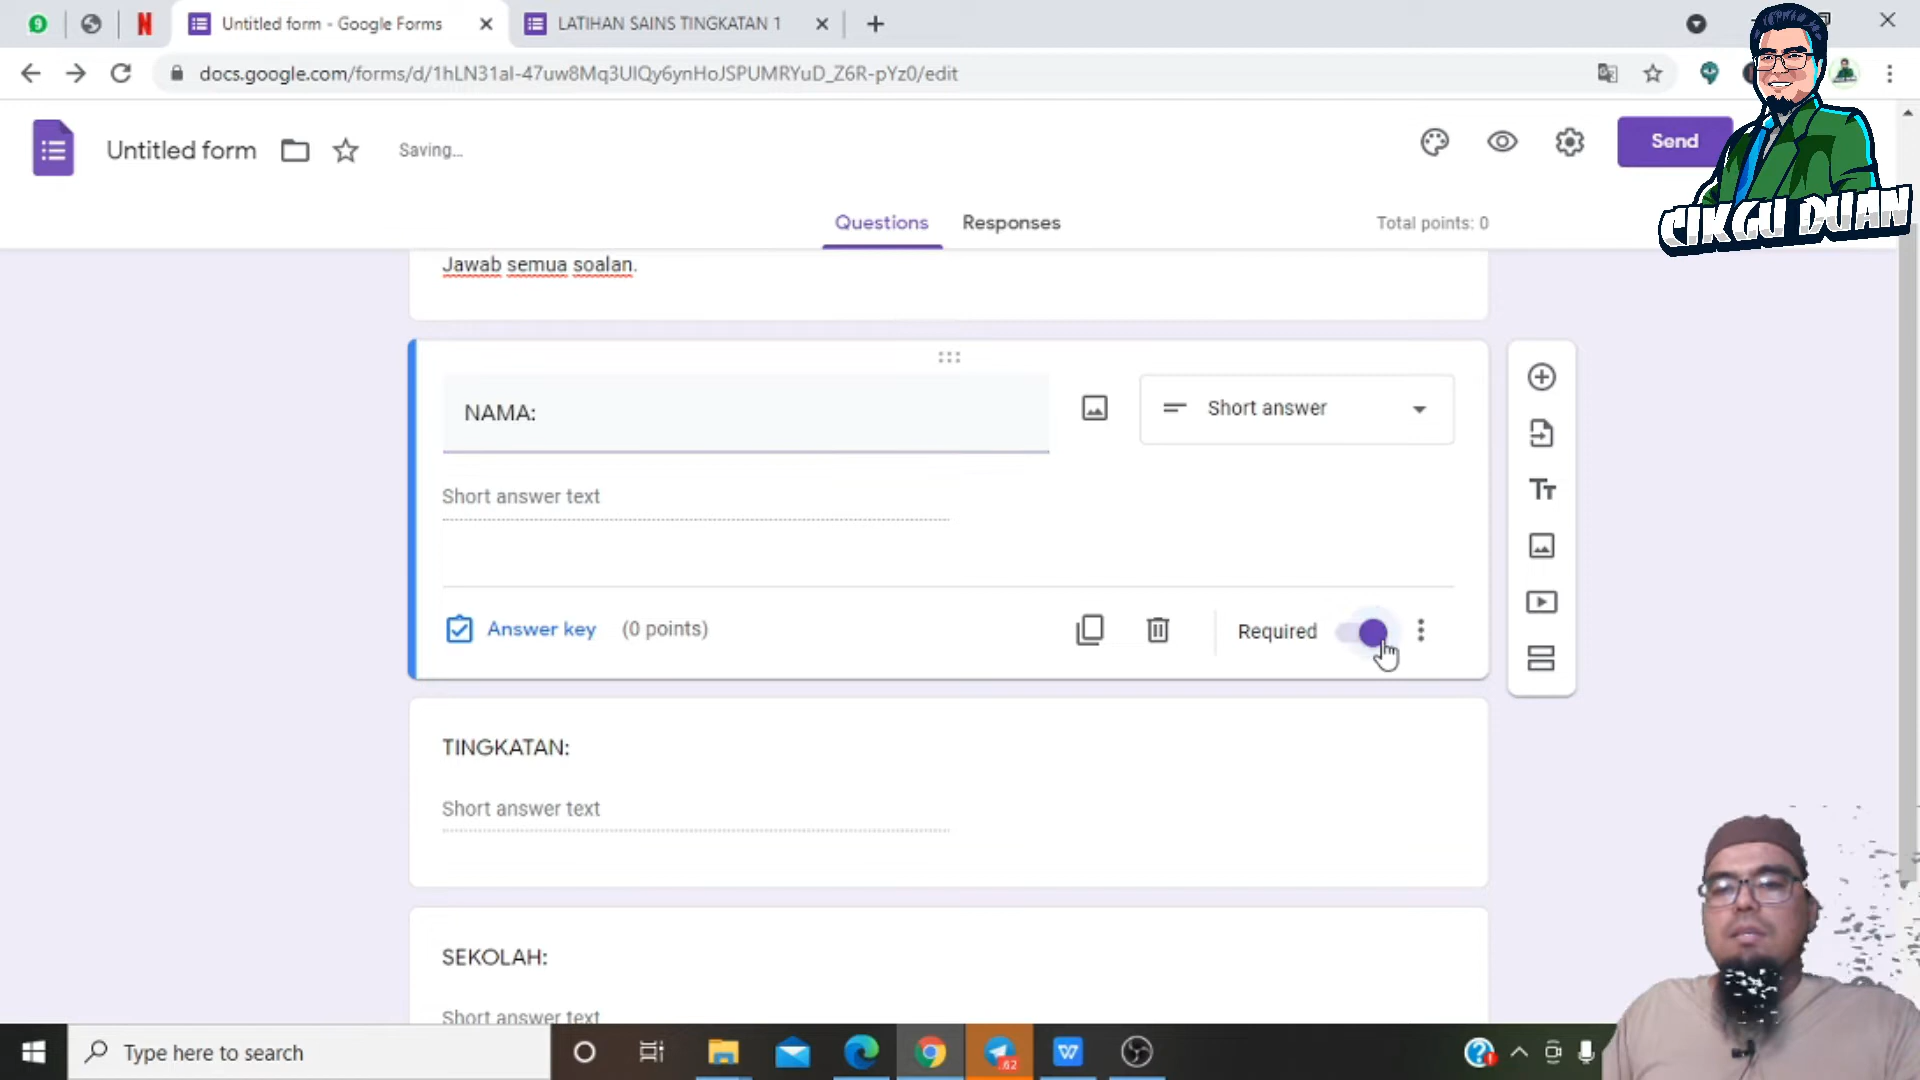 Untitled form - Google Forms
LATIHAN SAINS TINGKATAN 1
docs.google.com/forms/d/1hLN31aI-47uw8Mq3UlQy6ynHoJSPUMRYuD_Z6R-pYz0/edit
Untitled form
Saving...
Send
CIKGU DUAN
Questions
Responses
Total points: 0
Jawab semua soalan.
NAMA:
Short answer
Short answer text
Answer key
(0 points)
Required
TINGKATAN:
Short answer text
SEKOLAH:
Short answer text
Type here to search
62